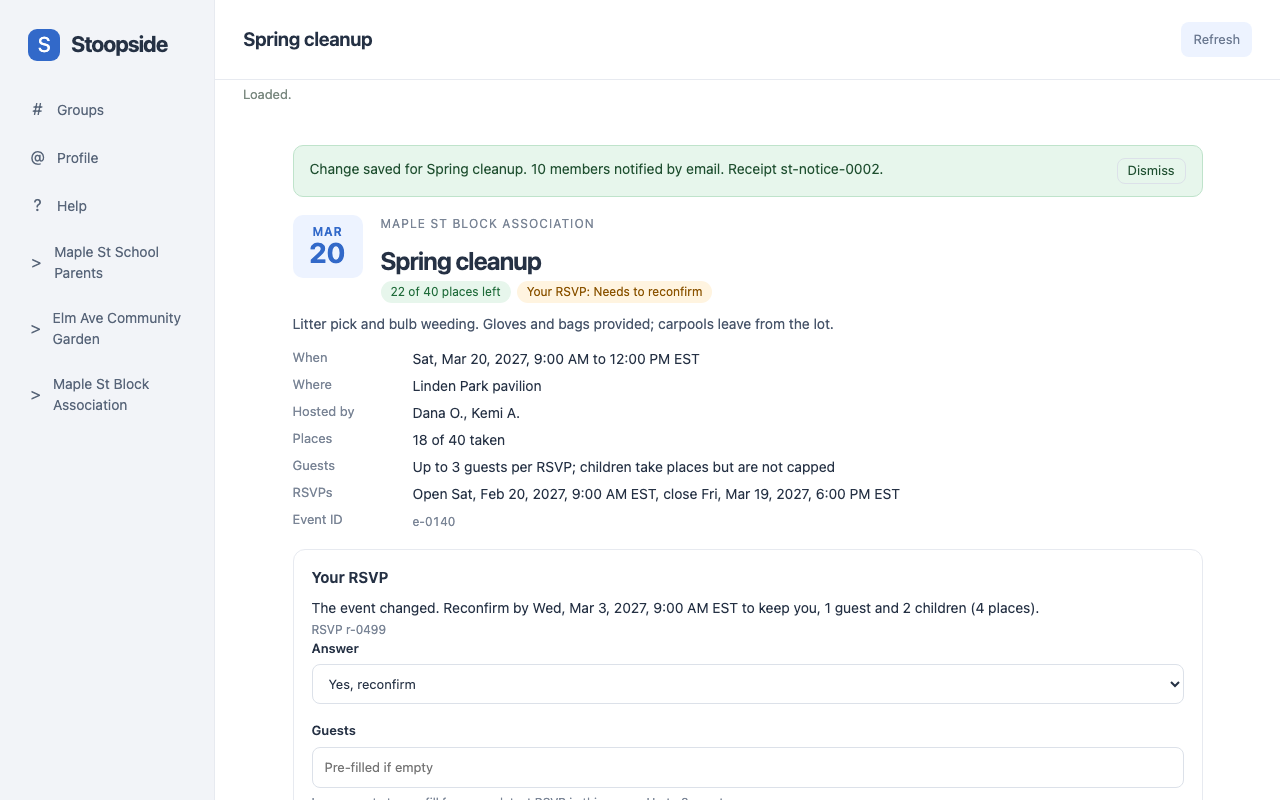 S Stoopside
# Groups
@ Profile
? Help
> Maple St School
Parents
> Elm Ave Community
Garden
> Maple St Block
Association
Spring cleanup
Refresh
Loaded.
Change saved for Spring cleanup. 10 members notified by email. Receipt st-notice-0002.
Dismiss
MAR
20
MAPLE ST BLOCK ASSOCIATION
Spring cleanup
22 of 40 places left
Your RSVP: Needs to reconfirm
Litter pick and bulb weeding. Gloves and bags provided; carpools leave from the lot.
When Sat, Mar 20, 2027, 9:00 AM to 12:00 PM EST
Where Linden Park pavilion
Hosted by Dana O., Kemi A.
Places 18 of 40 taken
Guests Up to 3 guests per RSVP; children take places but are not capped
RSVPs Open Sat, Feb 20, 2027, 9:00 AM EST, close Fri, Mar 19, 2027, 6:00 PM EST
Event ID e-0140
Your RSVP
The event changed. Reconfirm by Wed, Mar 3, 2027, 9:00 AM EST to keep you, 1 guest and 2 children (4 places).
RSVP r-0499
Answer
Yes, reconfirm
Guests
Pre-filled if empty